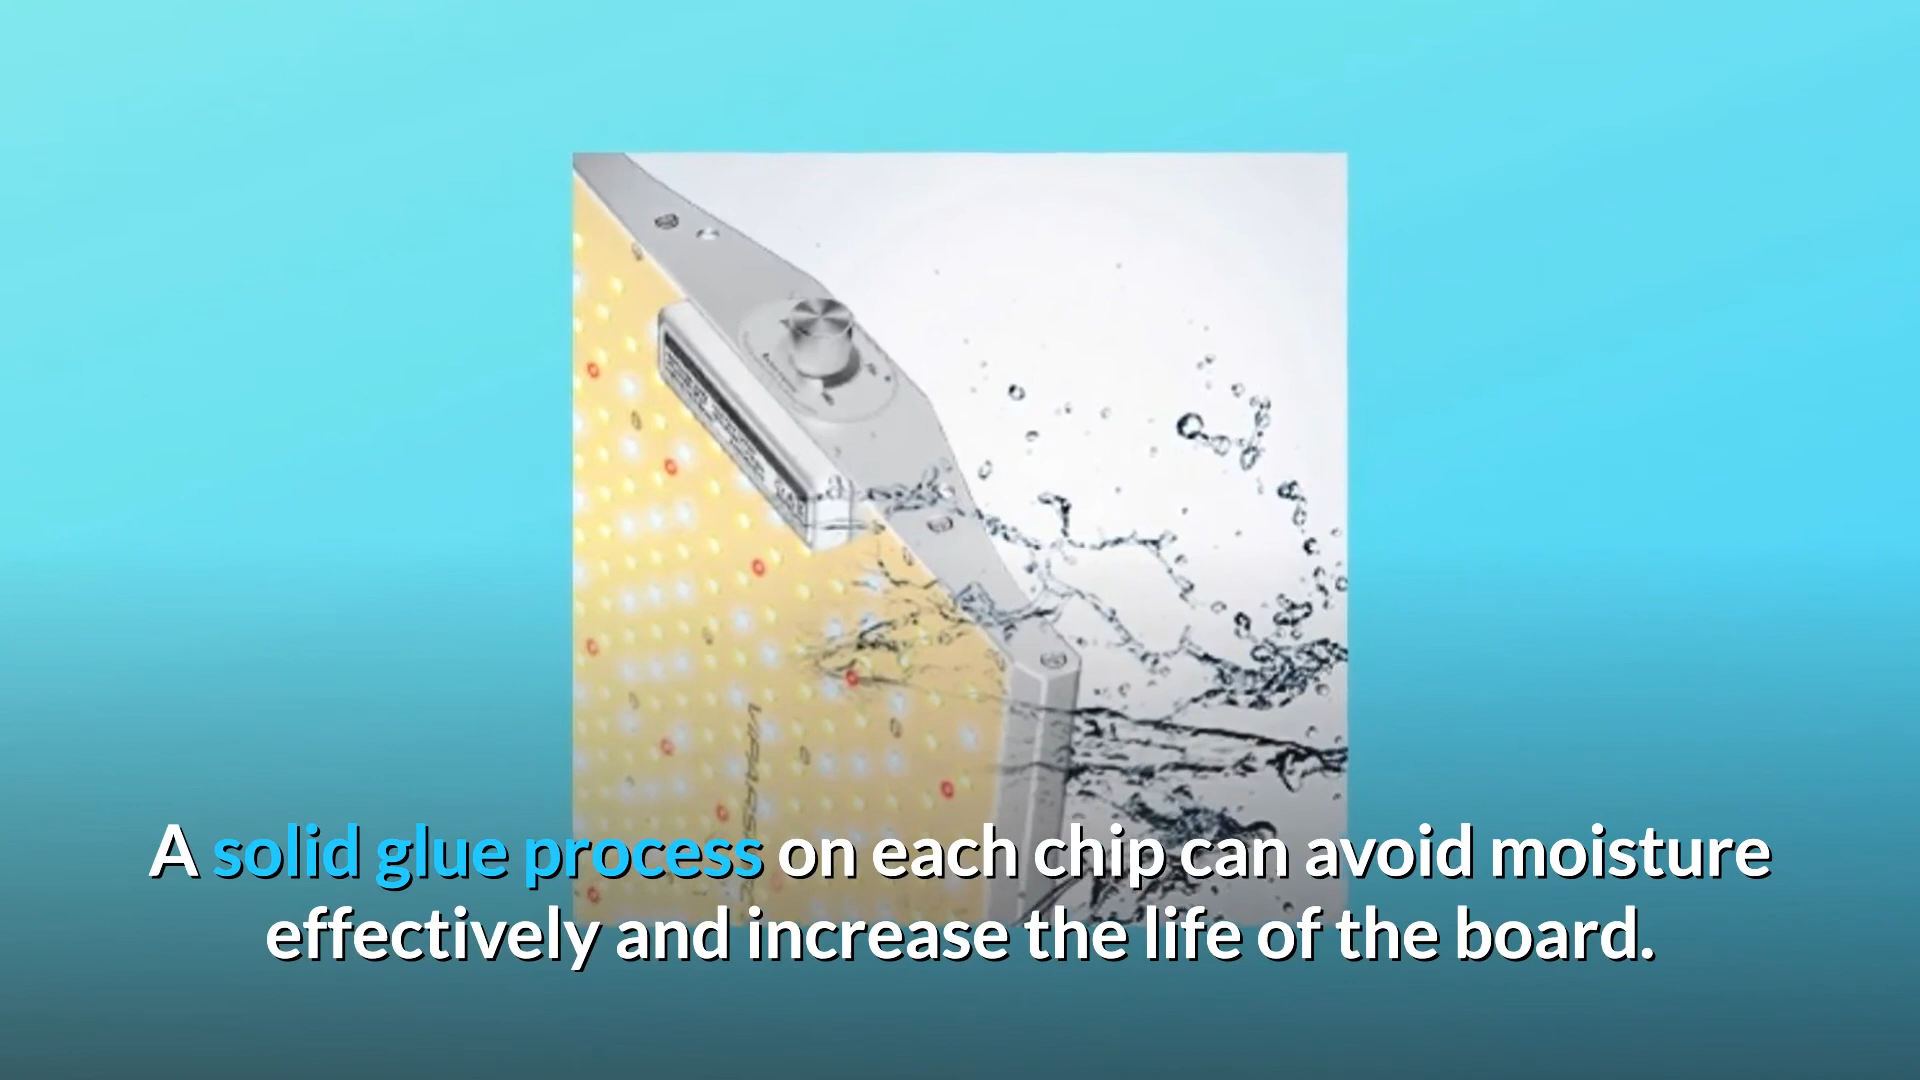 A solid glue process on each chip can avoid moisture
effectively and increase the life of the board.